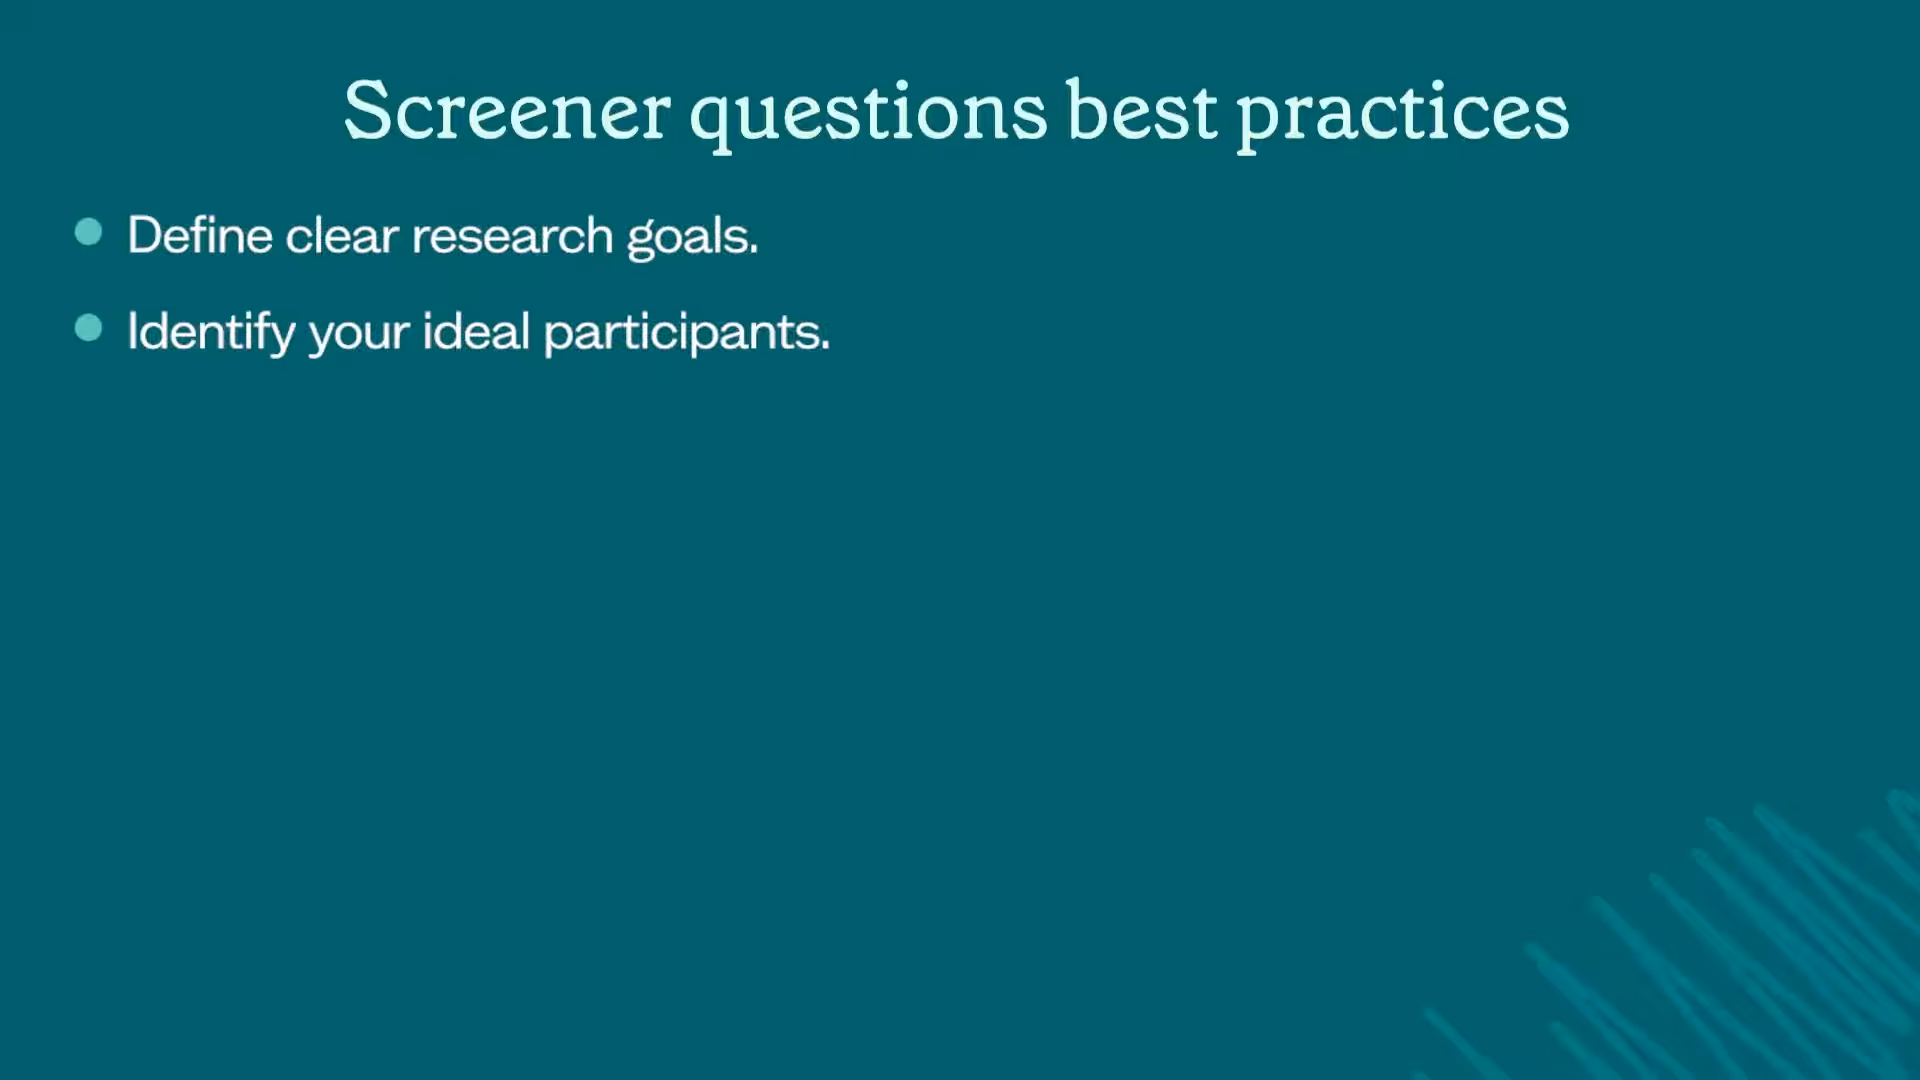 Screener questions best practices
Define clear research goals.
Identify your ideal participants.